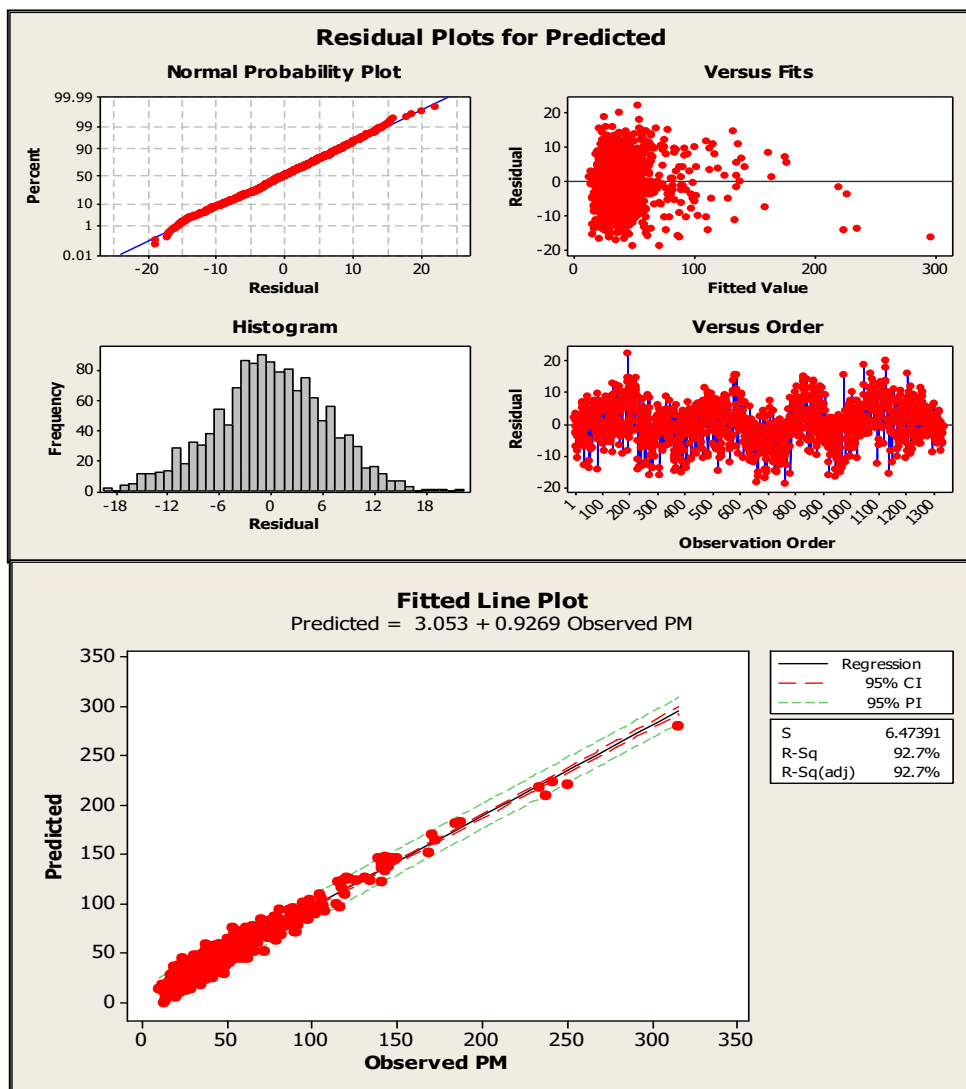 Residual Plots for Predicted
Normal Probability Plot
99.99
99
90
50
10
1
0.01
Percent
-20
-10
0
10
20
Residual
Versus Fits
20
10
0
-10
-20
Residual
0
100
200
300
Fitted Value
Histogram
80
60
40
20
0
Frequency
-18
-12
-6
0
6
12
18
Residual
Versus Order
20
10
0
-10
-20
Residual
1
100
200
300
400
500
600
700
800
900
1000
1100
1200
1300
Observation Order
Fitted Line Plot
Predicted = 3.053 + 0.9269 Observed PM
350
300
250
200
150
100
50
0
Predicted
0
50
100
150
200
250
300
350
Observed PM
Regression
95% CI
95% PI
S 6.47391
R-Sq 92.7%
R-Sq(adj) 92.7%